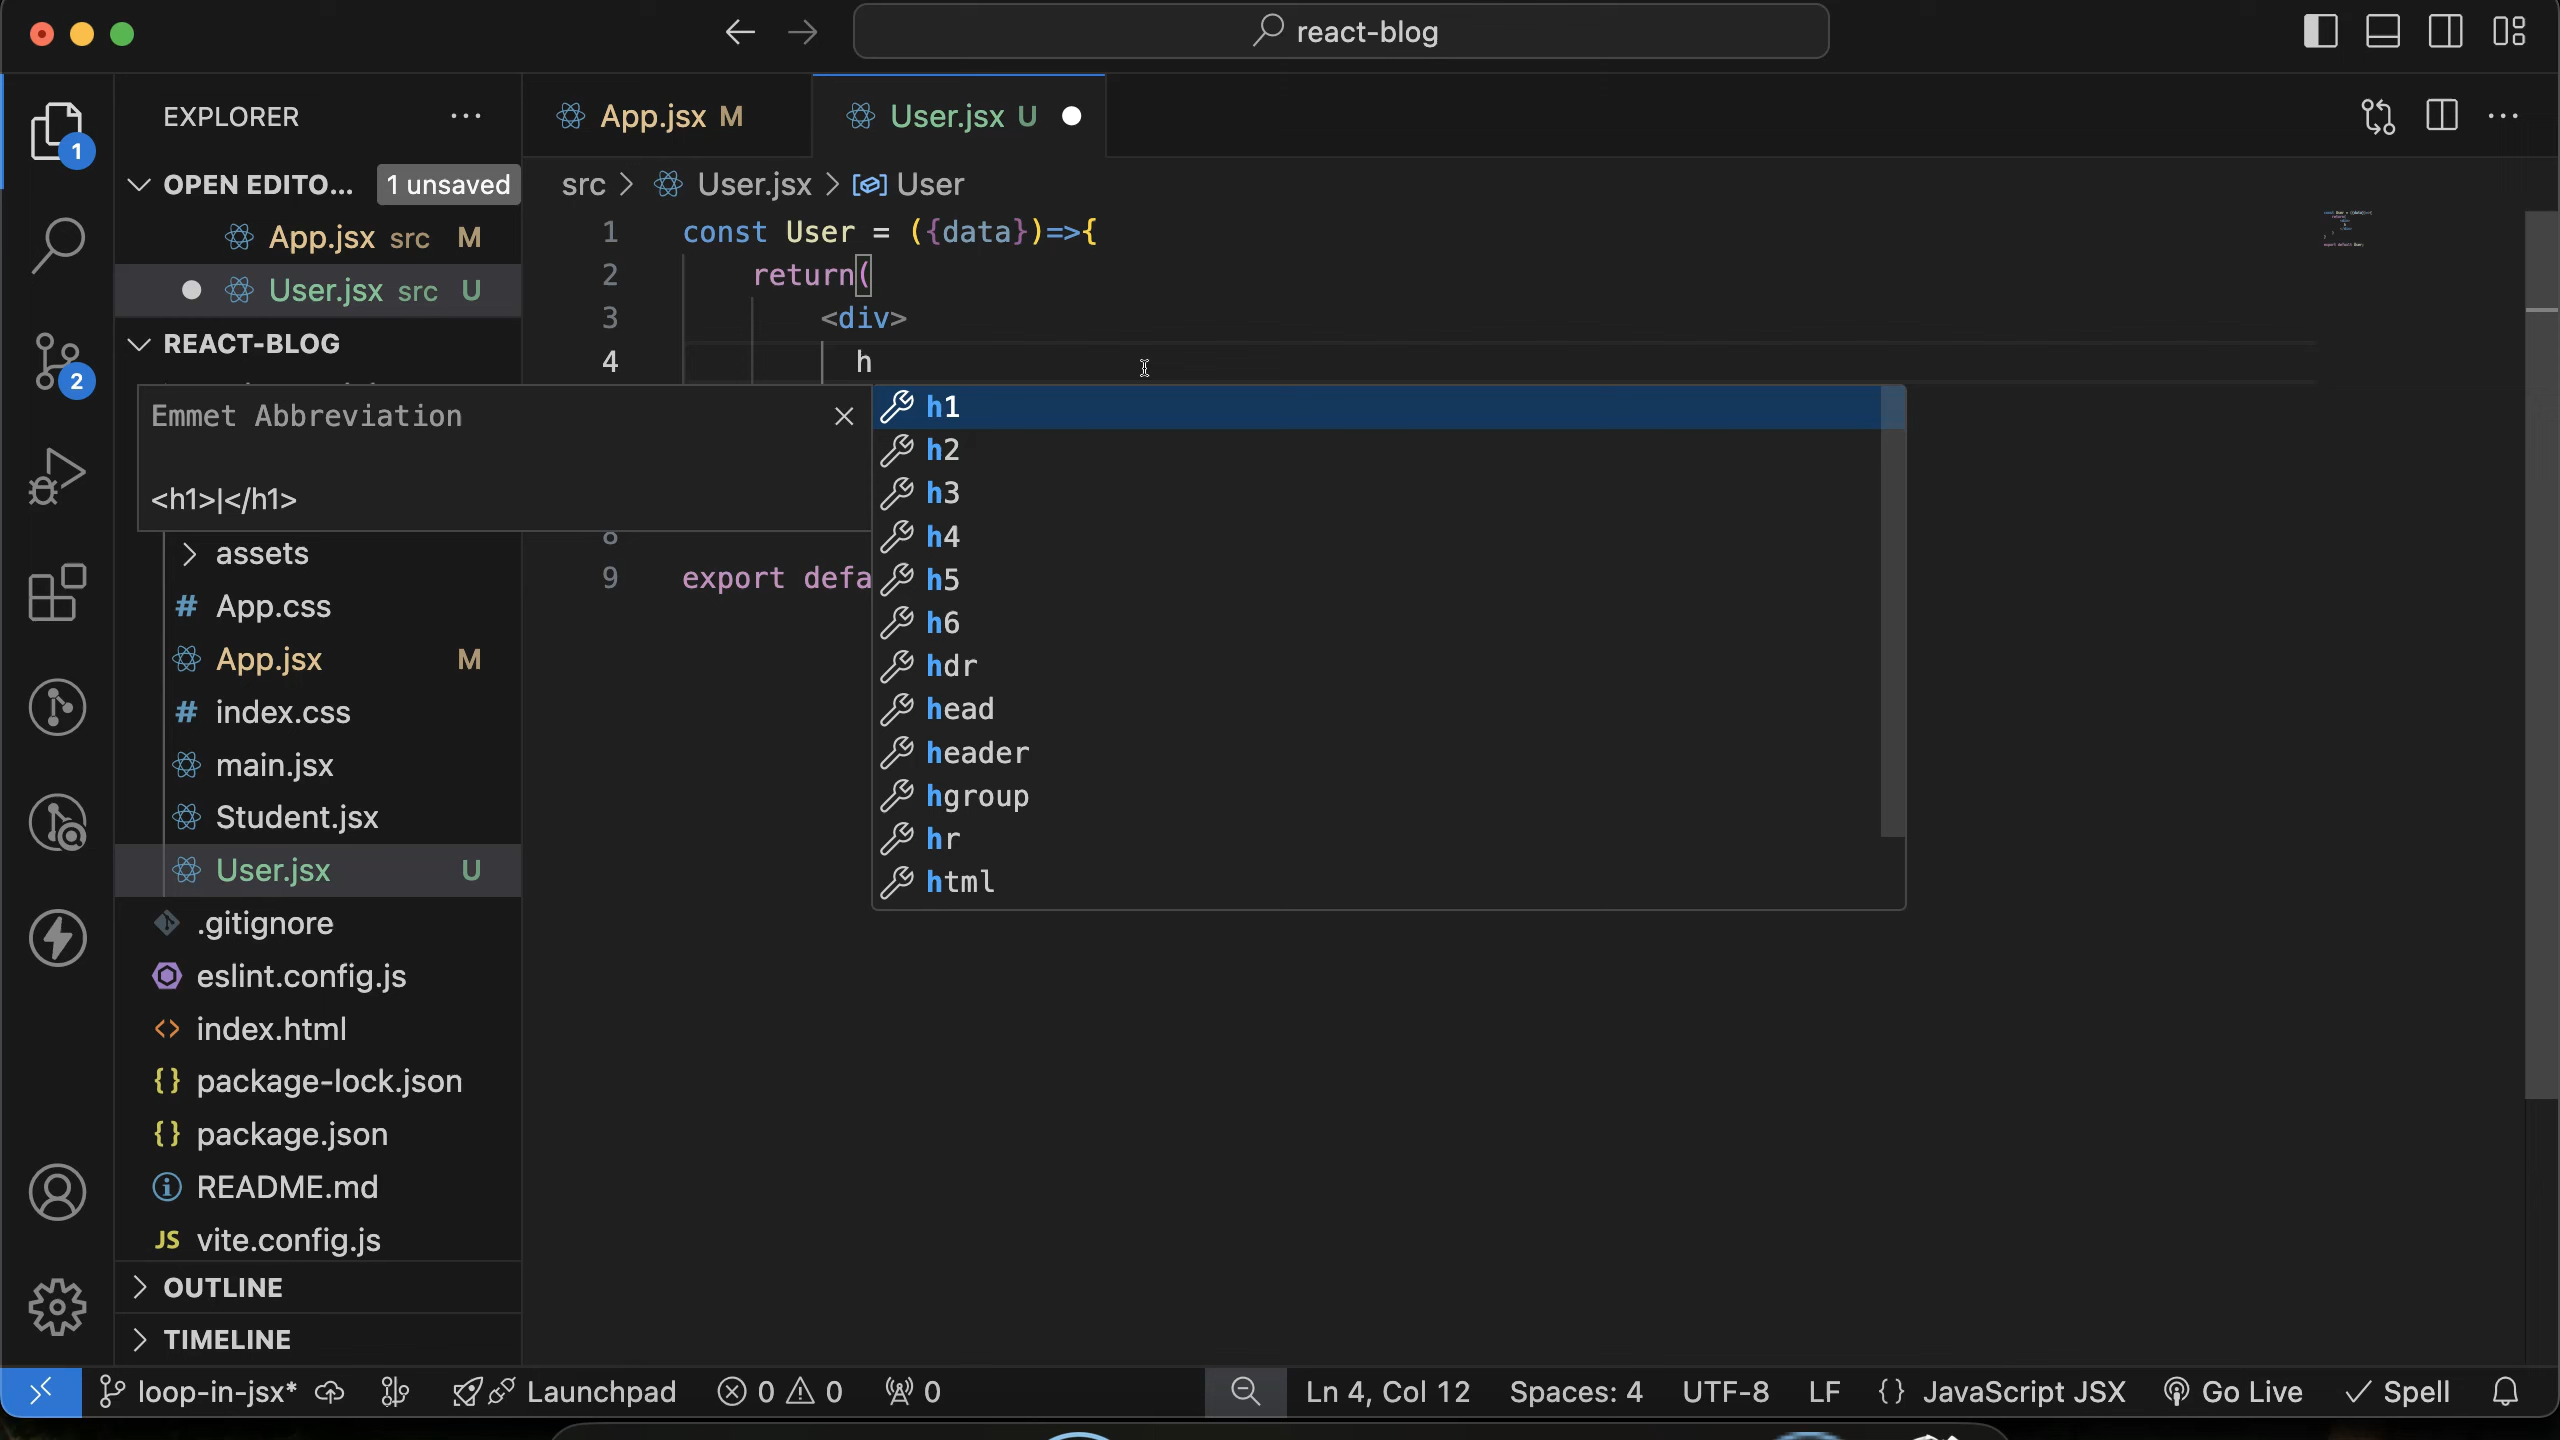 react-blog
EXPLORER
App.jsx M
User.jsx U
OPEN EDITO... 1 unsaved
src > User.jsx > User
App.jsx src M
User.jsx src U
REACT-BLOG
1 const User = ({data})=>{
2 return(
3 <div>
4 h
Emmet Abbreviation
<h1>|</h1>
h1
h2
h3
h4
h5
h6
hdr
head
header
hgroup
hr
html
8
9 export defa
assets
# App.css
App.jsx M
# index.css
main.jsx
Student.jsx
User.jsx U
.gitignore
eslint.config.js
<> index.html
{} package-lock.json
{} package.json
README.md
JS vite.config.js
OUTLINE
TIMELINE
1
2
loop-in-jsx* Launchpad 0 0 0 Ln 4, Col 12 Spaces: 4 UTF-8 LF {} JavaScript JSX Go Live Spell